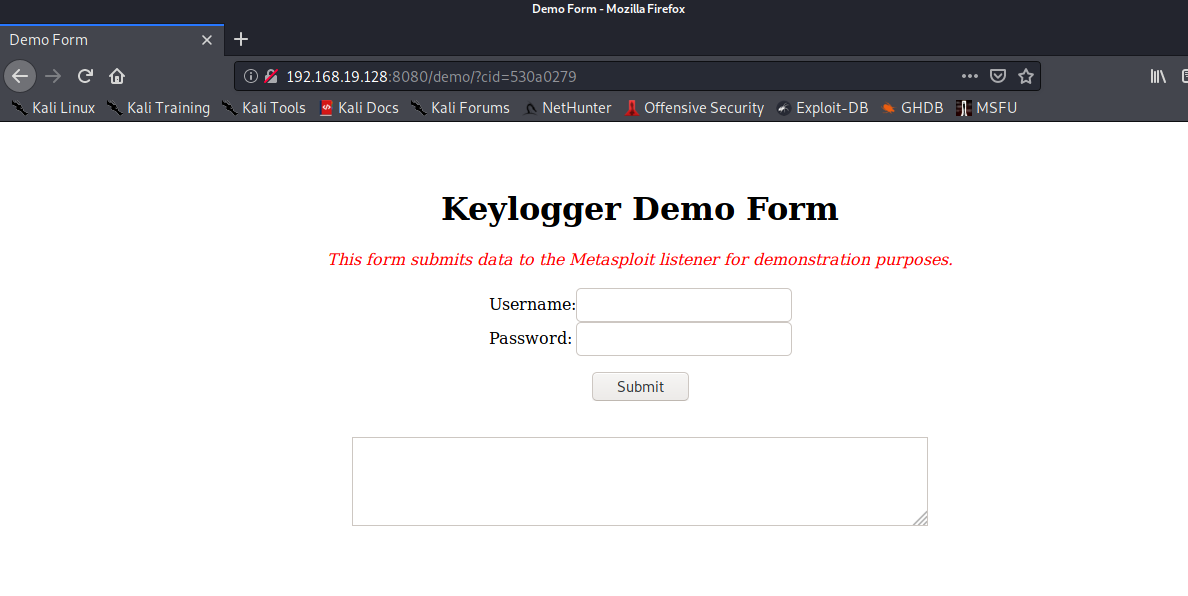 Demo Form - Mozilla Firefox
Demo Form
192.168.19.128:8080/demo/?cid=530a0279
Kali Linux Kali Training Kali Tools Kali Docs Kali Forums NetHunter Offensive Security Exploit-DB GHDB MSFU
Keylogger Demo Form
This form submits data to the Metasploit listener for demonstration purposes.
Username:
Password:
Submit